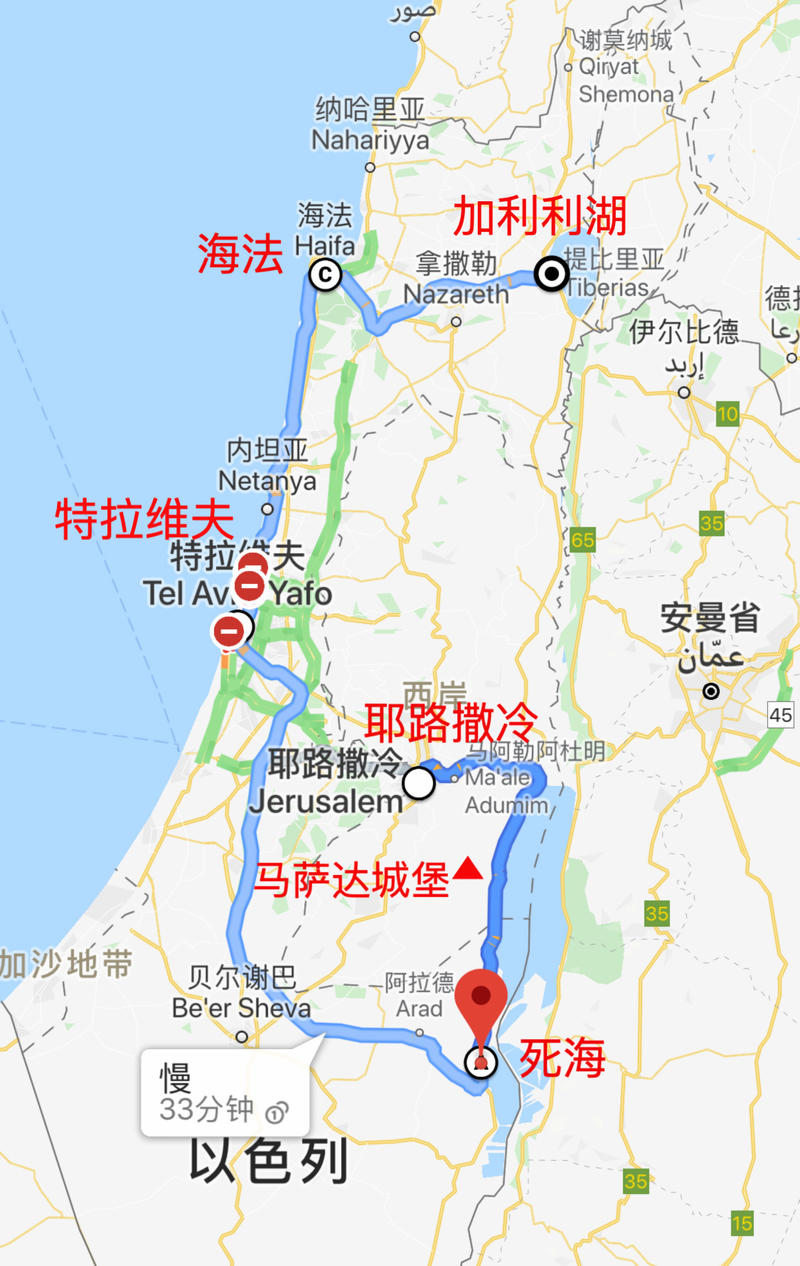 صور
谢莫纳城
Qiryat
Shemona
纳哈里亚
Nahariyya
加利利湖
海法
海法
Haifa
C
拿撒勒
Nazareth
提比里亚
Tiberias
伊尔比德
إربد
10
内坦亚
Netanya
特拉维夫
35
65
特拉维夫
Yafo
安曼省
عمّان
西岸
45
耶路撒冷
耶路撒冷
Jerusalem
马阿勒阿杜明
Ma'ale
Adumim
马萨达城堡
35
加沙地带
贝尔谢巴
Be'er Sheva
阿拉德
Arad
死海
慢
33分钟
以色列
35
15